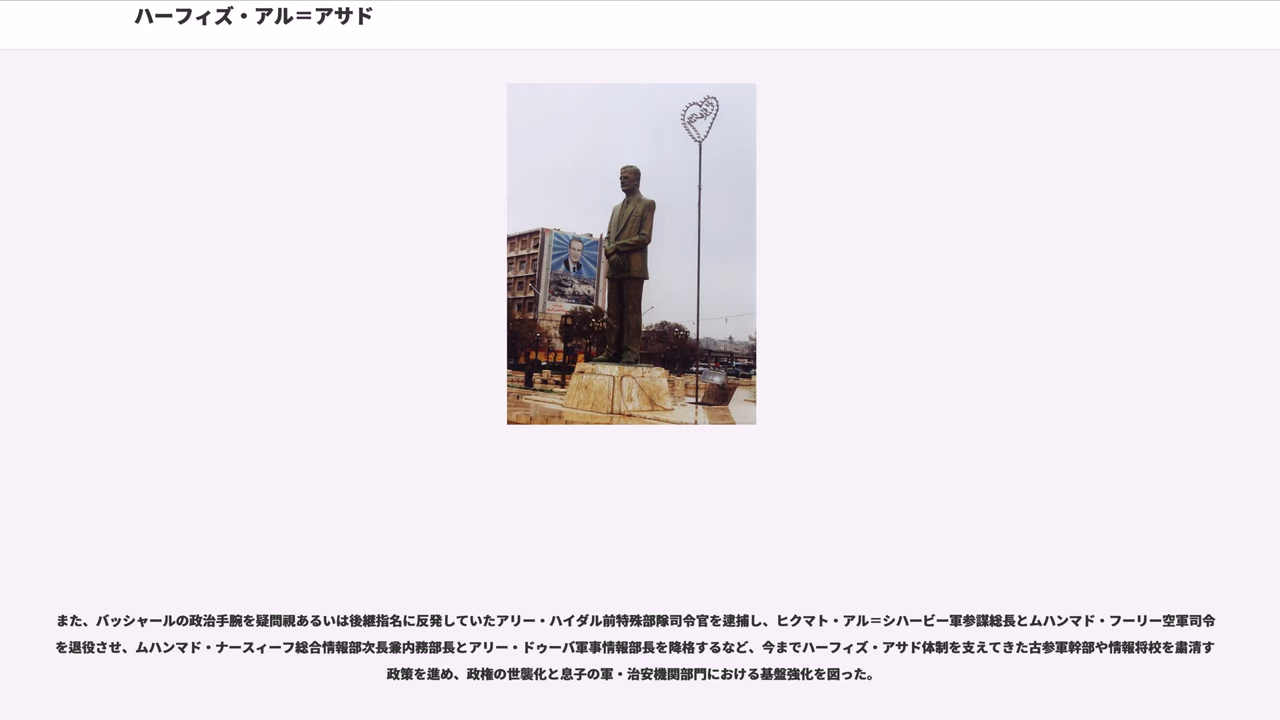 ハーフィズ・アル＝アサド
また、バッシャールの政治手腕を疑問視あるいは後継指名に反発していたアリー・ハイダル前特殊部隊司令官を逮捕し、ヒクマト・アル＝シハービー軍参謀総長とムハンマド・フーリー空軍司令
を退役させ、ムハンマド・ナースィーフ総合情報部次長兼内務部長とアリー・ドゥーバ軍事情報部長を降格するなど、今までハーフィズ・アサド体制を支えてきた古参軍幹部や情報将校を粛清す
政策を進め、政権の世襲化と息子の軍・治安機関部門における基盤強化を図った。